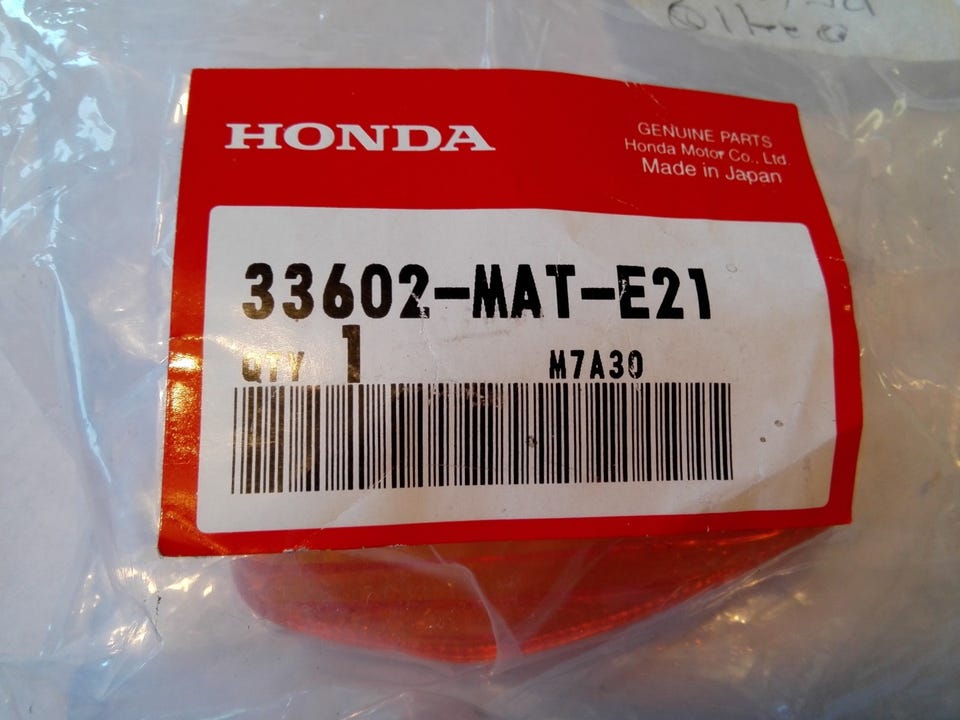 HONDA
GENUINE PARTS
Honda Motor Co., Ltd.
Made in Japan
33602-MAT-E21
QTY 1 M7A30